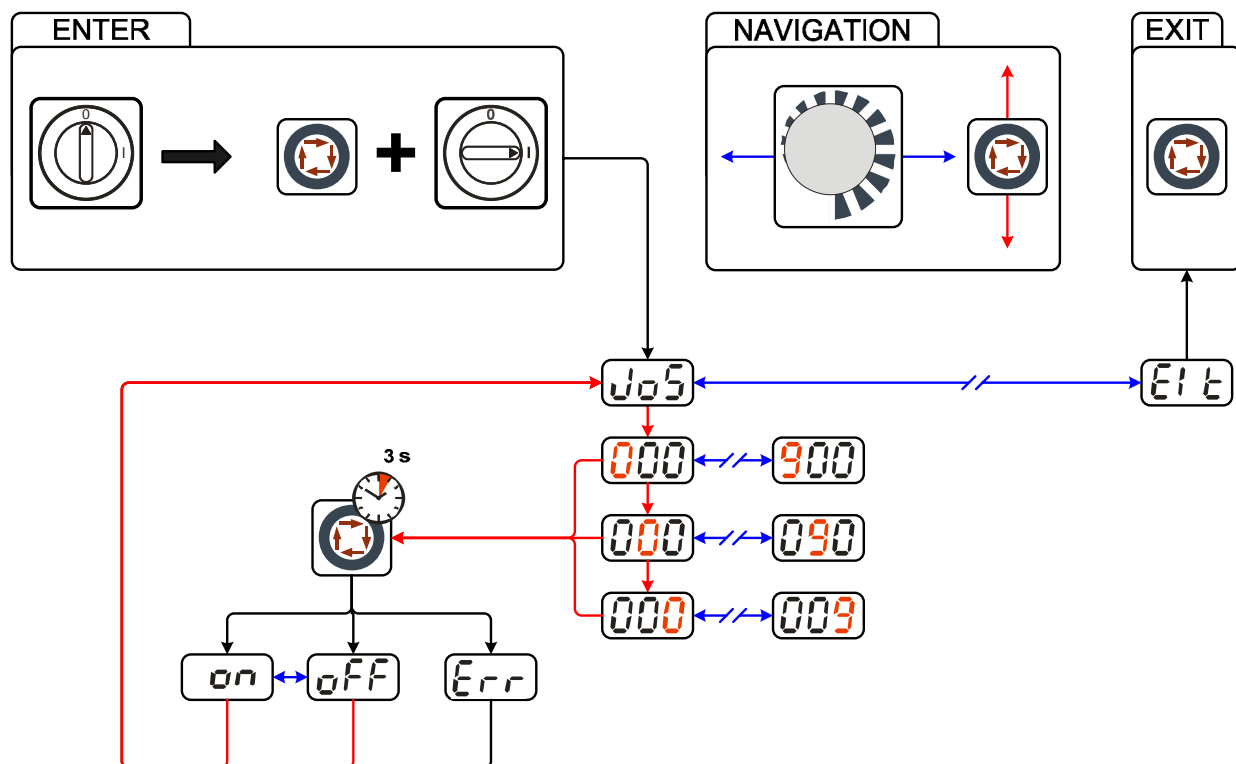 ENTER
NAVIGATION
EXIT
0
I
0
I
JoS
EIt
000
900
3 s
000
090
000
009
on
oFF
Err